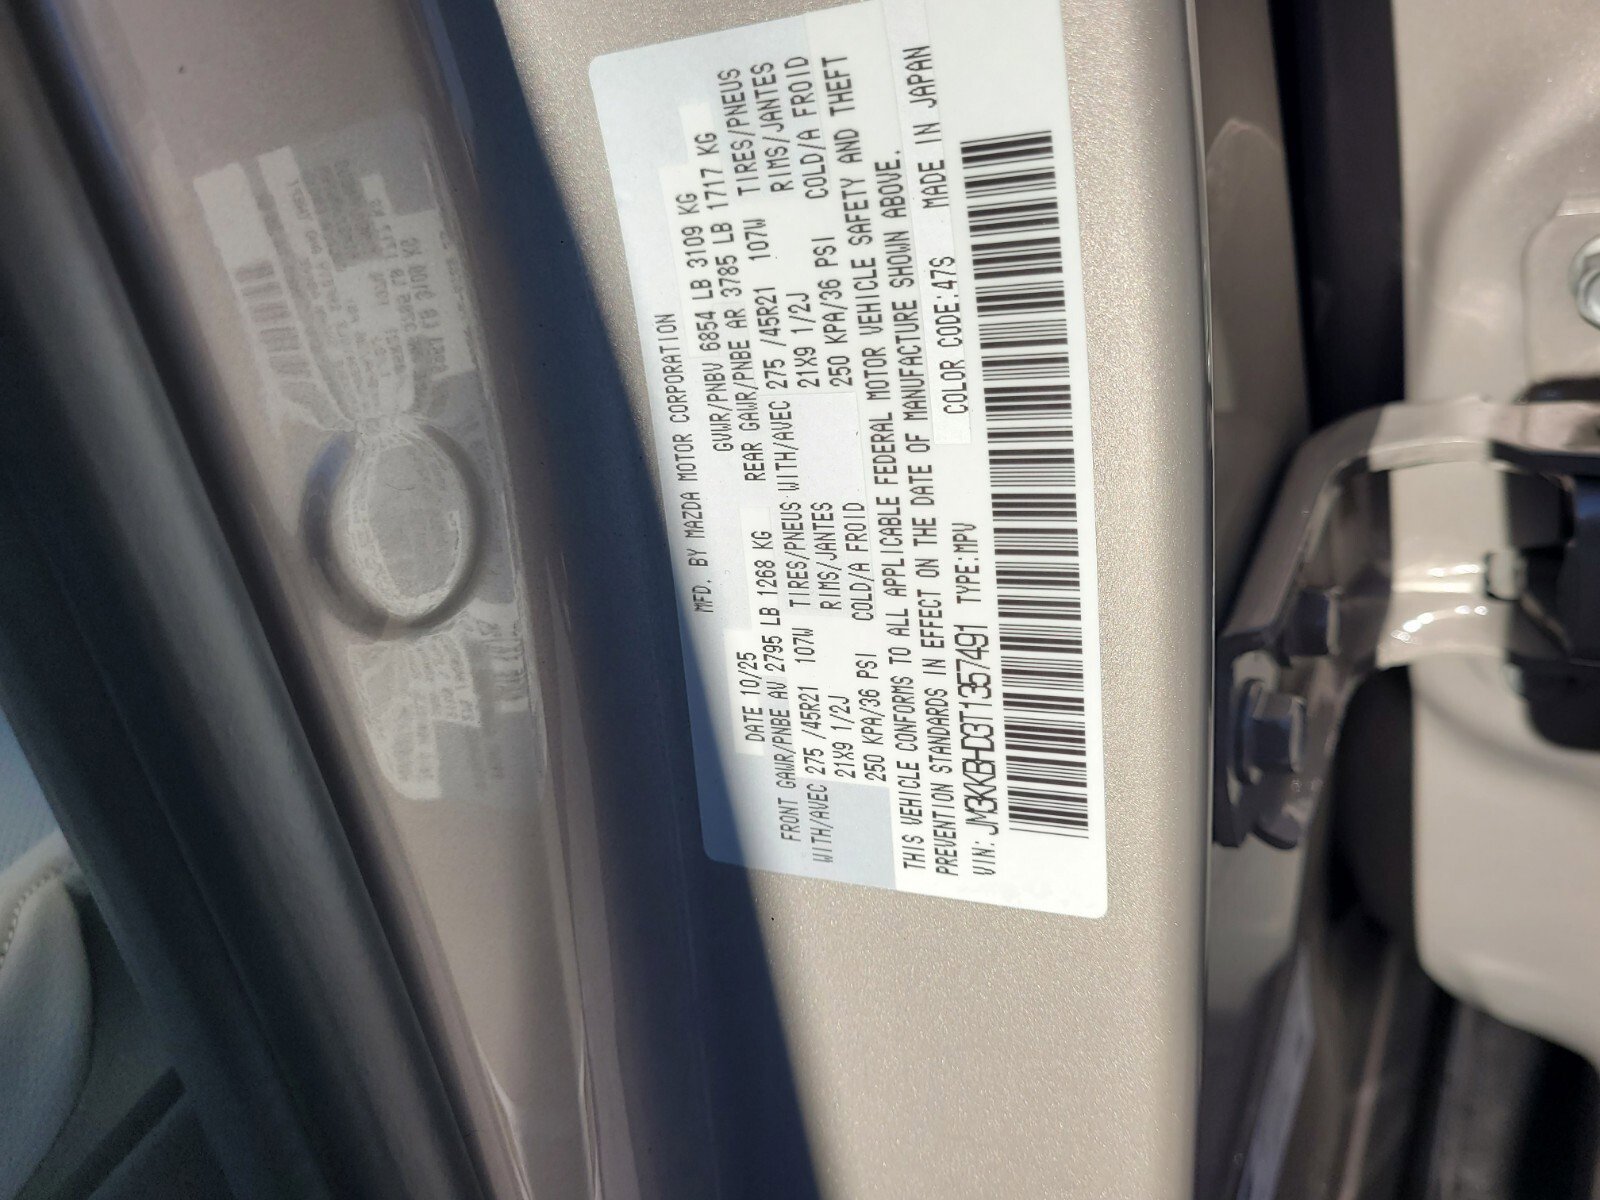 MFD. BY MAZDA MOTOR CORPORATION
DATE 10/25 GVWR/PNBV 6854 LB 3109 KG
FRONT GAWR/PNBE AV 2795 LB 1268 KG REAR GAWR/PNBE AR 3785 LB 1717 KG
WITH/AVEC 275 /45R21 107W TIRES/PNEUS WITH/AVEC 275 /45R21 107W TIRES/PNEUS
21X9 1/2J RIMS/JANTES 21X9 1/2J RIMS/JANTES
250 KPA/36 PSI COLD/A FROID 250 KPA/36 PSI COLD/A FROID
THIS VEHICLE CONFORMS TO ALL APPLICABLE FEDERAL MOTOR VEHICLE SAFETY AND THEFT
PREVENTION STANDARDS IN EFFECT ON THE DATE OF MANUFACTURE SHOWN ABOVE.
VIN: JM3KKBHD3T1357491 TYPE:MPV COLOR CODE:47S MADE IN JAPAN